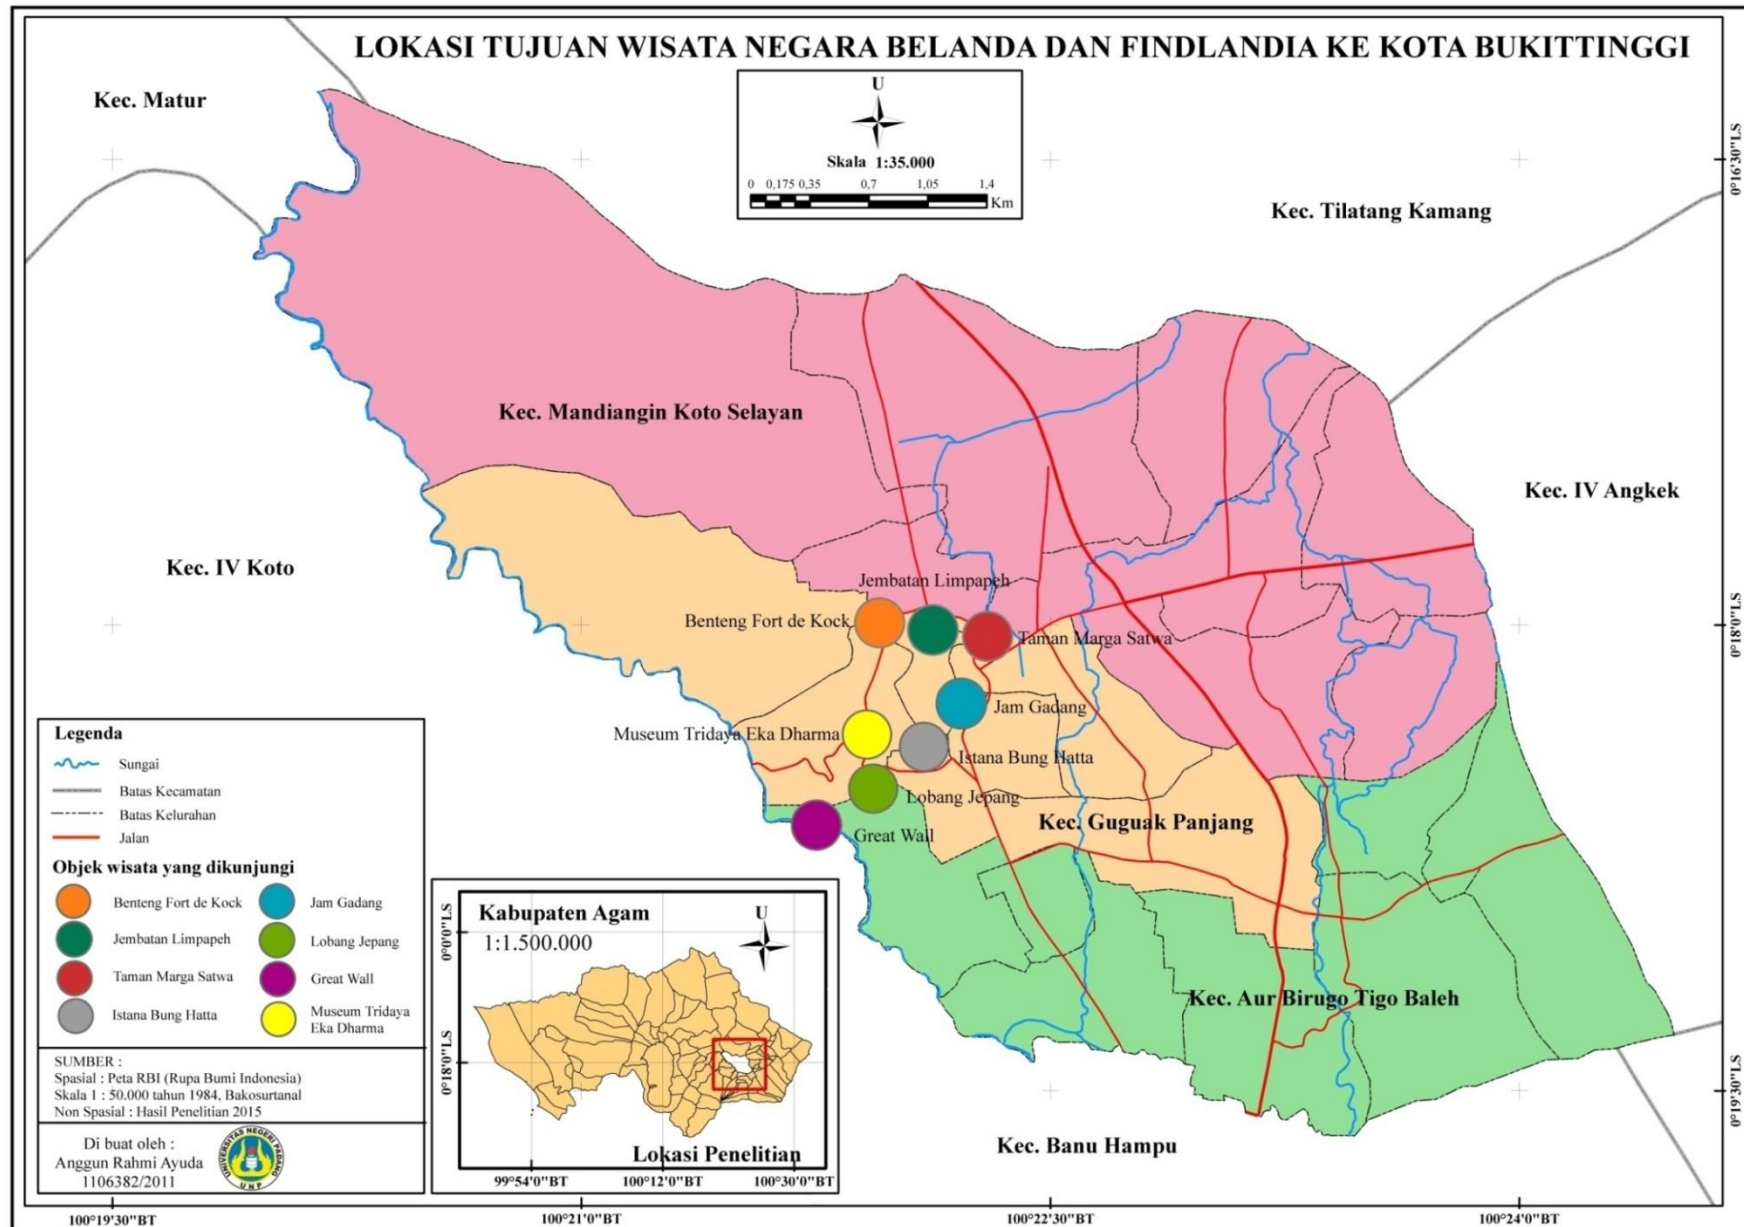 LOKASI TUJUAN WISATA NEGARA BELANDA DAN FINDLANDIA KE KOTA BUKITTINGGI
U
Skala 1:35.000
0 0,175 0,35 0,7 1,05 1,4
Km
Kec. Matur
Kec. Tilatang Kamang
Kec. Mandiangin Koto Selayan
Kec. IV Angkek
Kec. IV Koto
Jembatan Limpapeh
Benteng Fort de Kock
Taman Marga Satwa
Jam Gadang
Museum Tridaya Eka Dharma
Istana Bung Hatta
Lobang Jepang
Great Wall
Kec. Guguak Panjang
Kec. Aur Birugo Tigo Baleh
Kec. Banu Hampu
0°16'30"LS
0°18'0"LS
0°19'30"LS
100°19'30"BT
100°21'0"BT
100°22'30"BT
100°24'0"BT
Legenda
Sungai
Batas Kecamatan
Batas Kelurahan
Jalan
Objek wisata yang dikunjungi
Benteng Fort de Kock
Jembatan Limpapeh
Taman Marga Satwa
Istana Bung Hatta
Jam Gadang
Lobang Jepang
Great Wall
Museum Tridaya
Eka Dharma
SUMBER :
Spasial : Peta RBI (Rupa Bumi Indonesia)
Skala 1 : 50.000 tahun 1984, Bakosurtanal
Non Spasial : Hasil Penelitian 2015
Di buat oleh :
Anggun Rahmi Ayuda
1106382/2011
UNIVERSITAS NEGERI PADANG
UNP
Kabupaten Agam
1:1.500.000
U
Lokasi Penelitian
0°0'0"LS
0°18'0"LS
99°54'0"BT
100°12'0"BT
100°30'0"BT